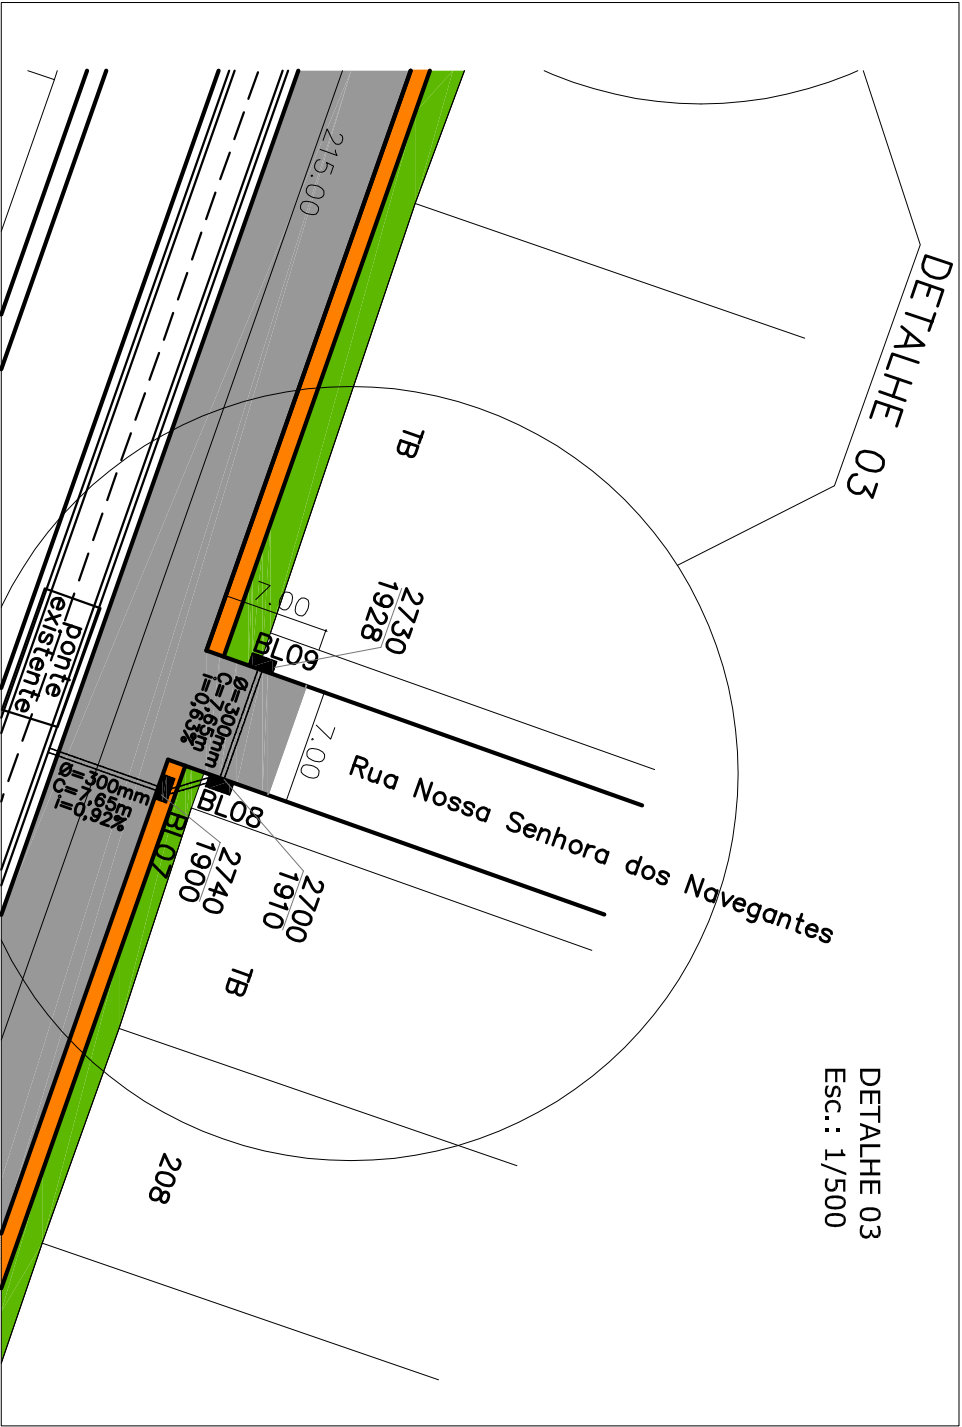 DETALHE 03
Esc.: 1/500
DETALHE 03
215.00
TB
2730
1928
7.00
BL09
Ø=300mm
C=7,65m
i=0,63%
7.00
Rua Nossa Senhora dos Navegantes
ponte
existente
Ø=300mm
C=7,65m
i=0,92%
BL07
BL08
2740
1900
2700
1910
TB
208